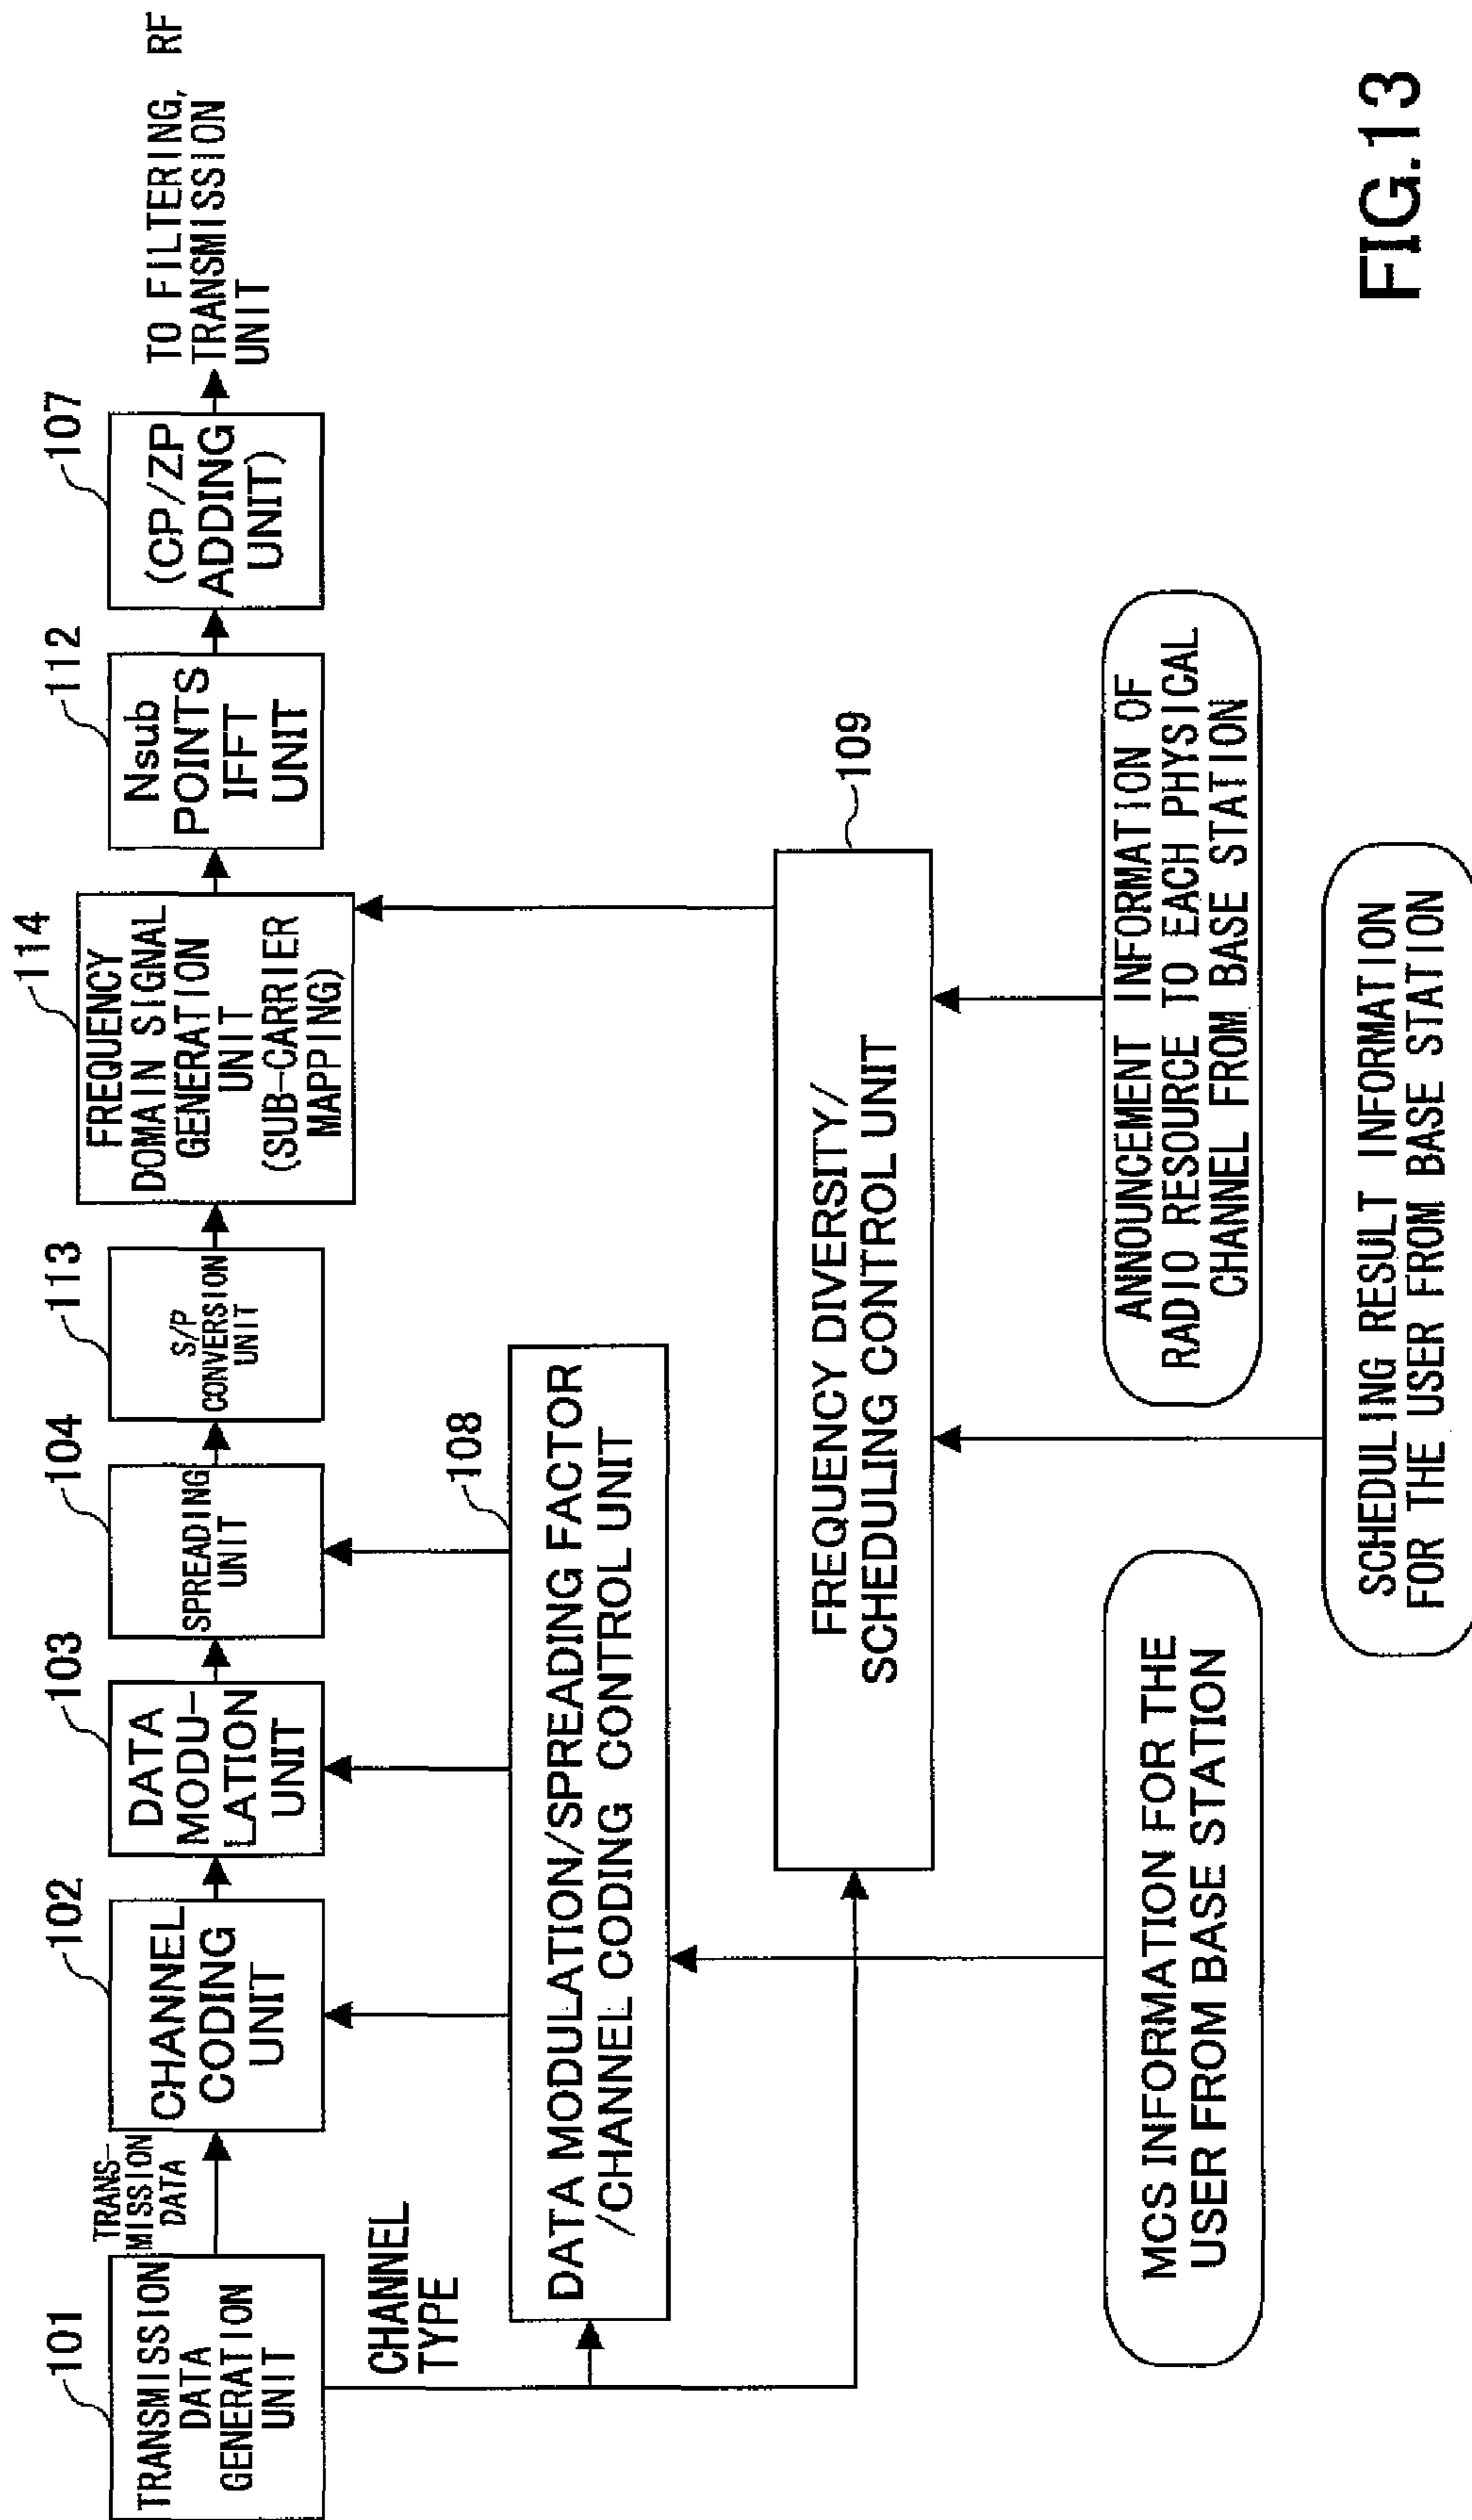 101
TRANSMISSION
DATA
GENERATION
UNIT
TRANS-
MISSION
DATA
102
CHANNEL
CODING
UNIT
103
DATA
MODU-
LATION
UNIT
104
SPREADING
UNIT
113
S/P
CONVERSION
UNIT
114
FREQUENCY
DOMAIN SIGNAL
GENERATION
UNIT
(SUB-CARRIER
MAPPING)
112
Nsub
POINTS
IFFT
UNIT
107
(CP/ZP
ADDING
UNIT)
TO FILTERING, RF
TRANSMISSION
UNIT
CHANNEL
TYPE
108
DATA MODULATION/SPREADING FACTOR
/CHANNEL CODING CONTROL UNIT
109
FREQUENCY DIVERSITY/
SCHEDULING CONTROL UNIT
MCS INFORMATION FOR THE
USER FROM BASE STATION
ANNOUNCEMENT INFORMATION OF
RADIO RESOURCE TO EACH PHYSICAL
CHANNEL FROM BASE STATION
SCHEDULING RESULT INFORMATION
FOR THE USER FROM BASE STATION
FIG.13